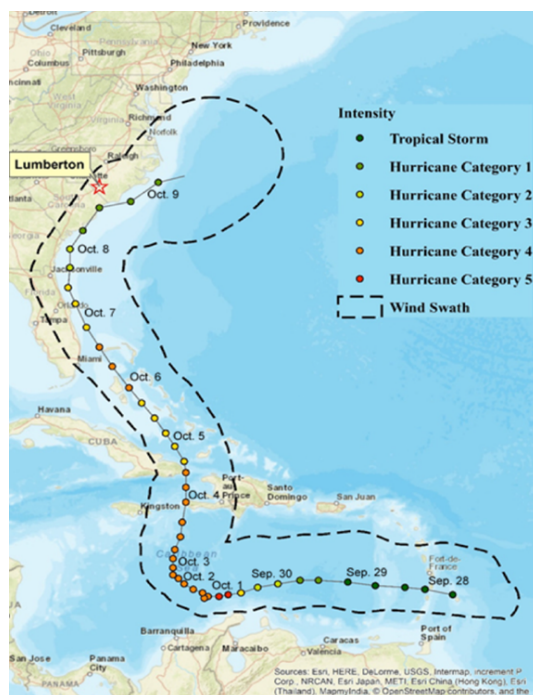 Cleveland
Providence
New York
Pittsburgh
Philadelphia
Columbus
Washington
Richmond
Norfolk
Greensboro
Raleigh
Lumberton
Atlanta
Oct. 9
Oct. 8
Jacksonville
Florida
Orlando
Tampa
Oct. 7
Miami
Oct. 6
Havana
CUBA
Oct. 5
Port-
au
Prince
Santo
Domingo
San Juan
Kingston
Oct. 4
Caribbean
Oct. 3
Oct. 2
Oct. 1
Sep. 30
Sep. 29
Sep. 28
Fort-de-
France
Barranquilla
Cartagena
Maracaibo
Caracas
Valencia
Port of
Spain
San Jose
Panama
City
PANAMA
Intensity
Tropical Storm
Hurricane Category 1
Hurricane Category 2
Hurricane Category 3
Hurricane Category 4
Hurricane Category 5
Wind Swath
Sources: Esri, HERE, DeLorme, USGS, Intermap, increment P
Corp., NRCAN, Esri Japan, METI, Esri China (Hong Kong), Esri
(Thailand), MapmyIndia, © OpenStreetMap contributors, and the